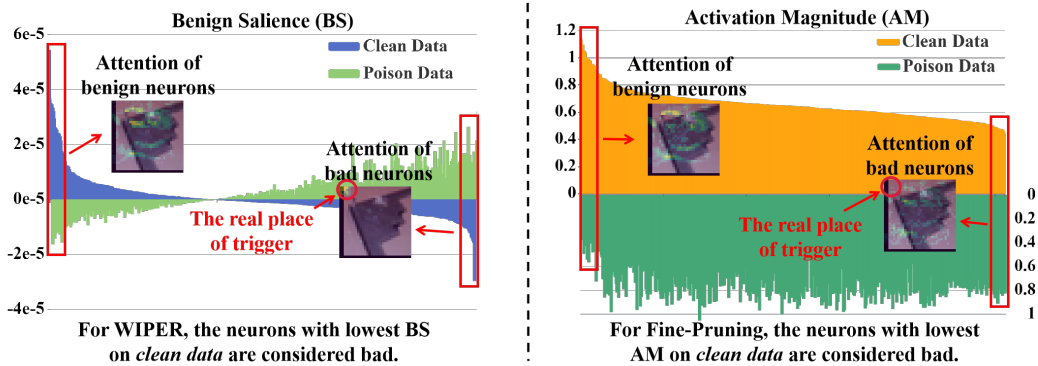 Benign Salience (BS)
6e-5
4e-5
2e-5
0e-5
−2e-5
−4e-5
Clean Data
Poison Data
Attention of
benign neurons
Attention of
bad neurons
The real place
of trigger
For WIPER, the neurons with lowest BS
on clean data are considered bad.
Activation Magnitude (AM)
1.2
1
0.8
0.6
0.4
0.2
0
Clean Data
Poison Data
Attention of
benign neurons
Attention of
bad neurons
The real place
of trigger
0
0.2
0.4
0.6
0.8
1
For Fine-Pruning, the neurons with lowest
AM on clean data are considered bad.